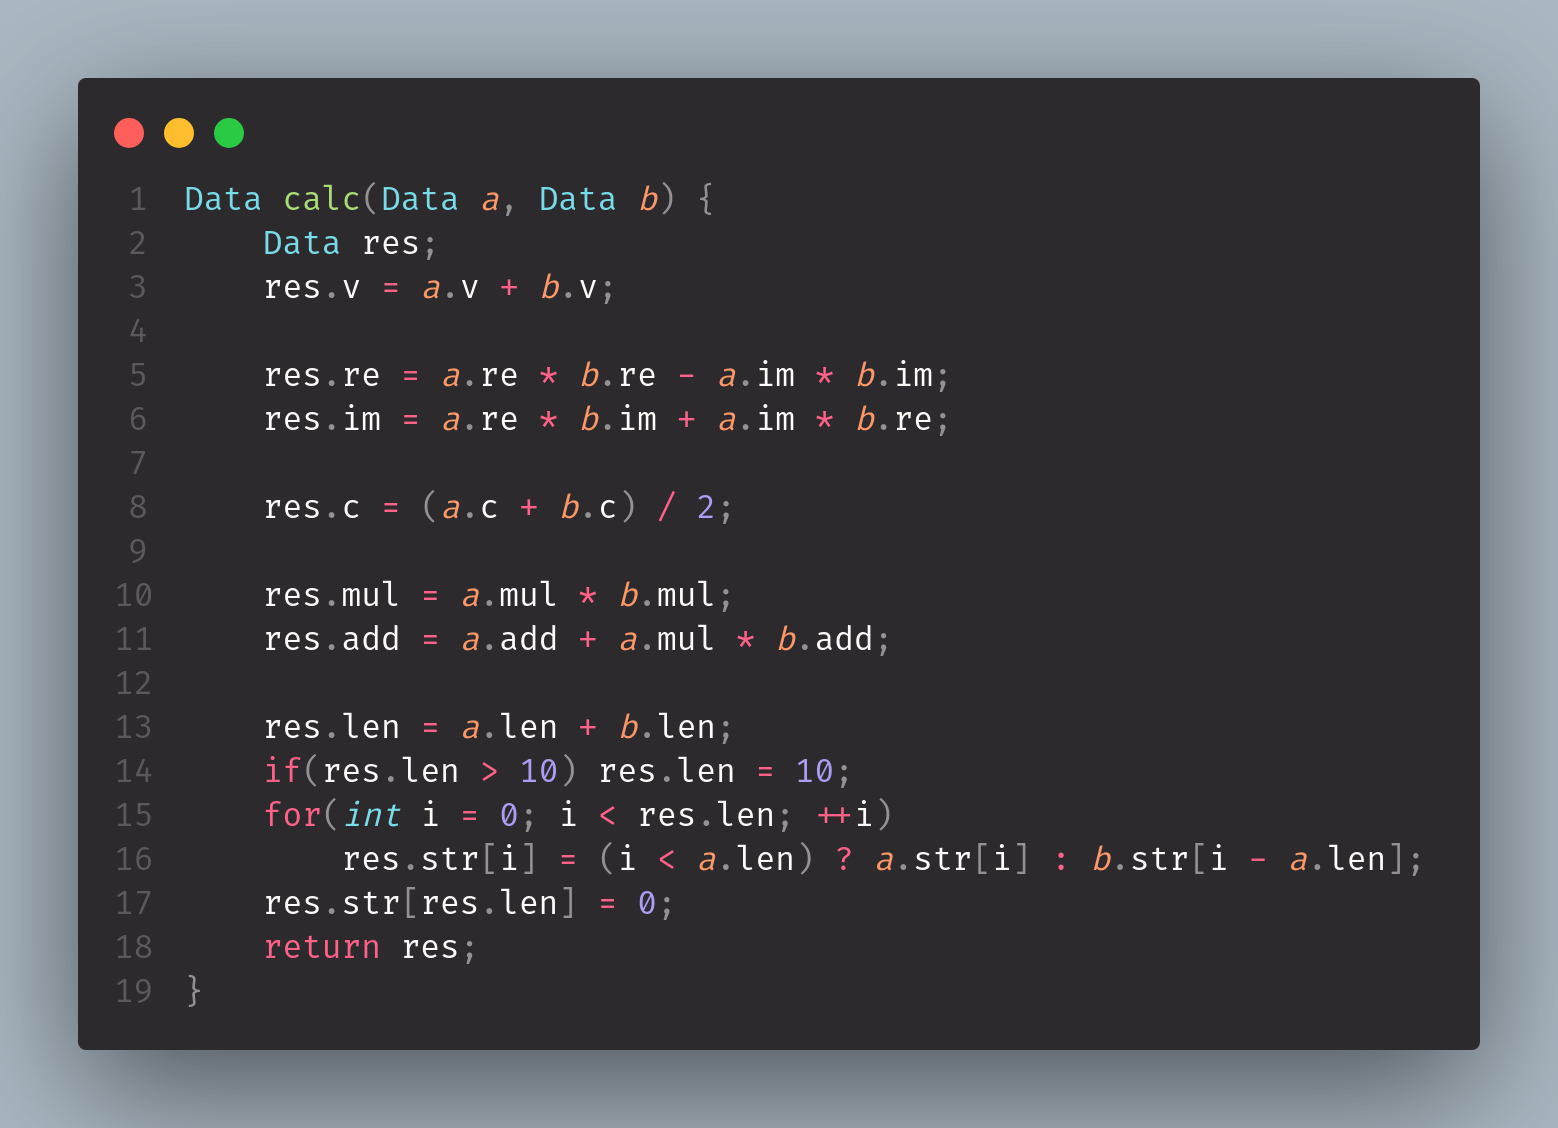 1 Data calc(Data a, Data b) {
2     Data res;
3     res.v = a.v + b.v;
4
5     res.re = a.re * b.re - a.im * b.im;
6     res.im = a.re * b.im + a.im * b.re;
7
8     res.c = (a.c + b.c) / 2;
9
10     res.mul = a.mul * b.mul;
11     res.add = a.add + a.mul * b.add;
12
13     res.len = a.len + b.len;
14     if(res.len > 10) res.len = 10;
15     for(int i = 0; i < res.len; ++i)
16         res.str[i] = (i < a.len) ? a.str[i] : b.str[i - a.len];
17     res.str[res.len] = 0;
18     return res;
19 }